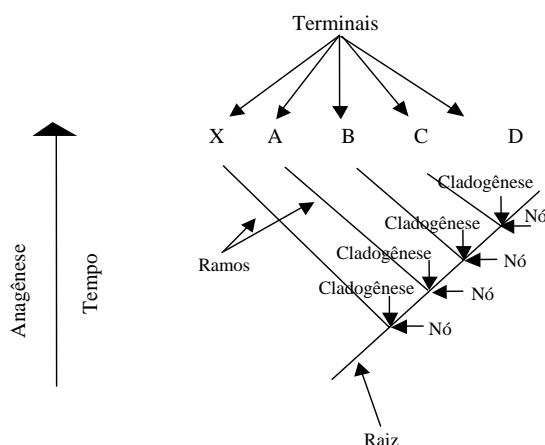 Terminais
X A B C D
Cladogênese
Nó
Cladogênese
Nó
Cladogênese
Nó
Cladogênese
Nó
Ramos
Anagênese
Tempo
Raiz